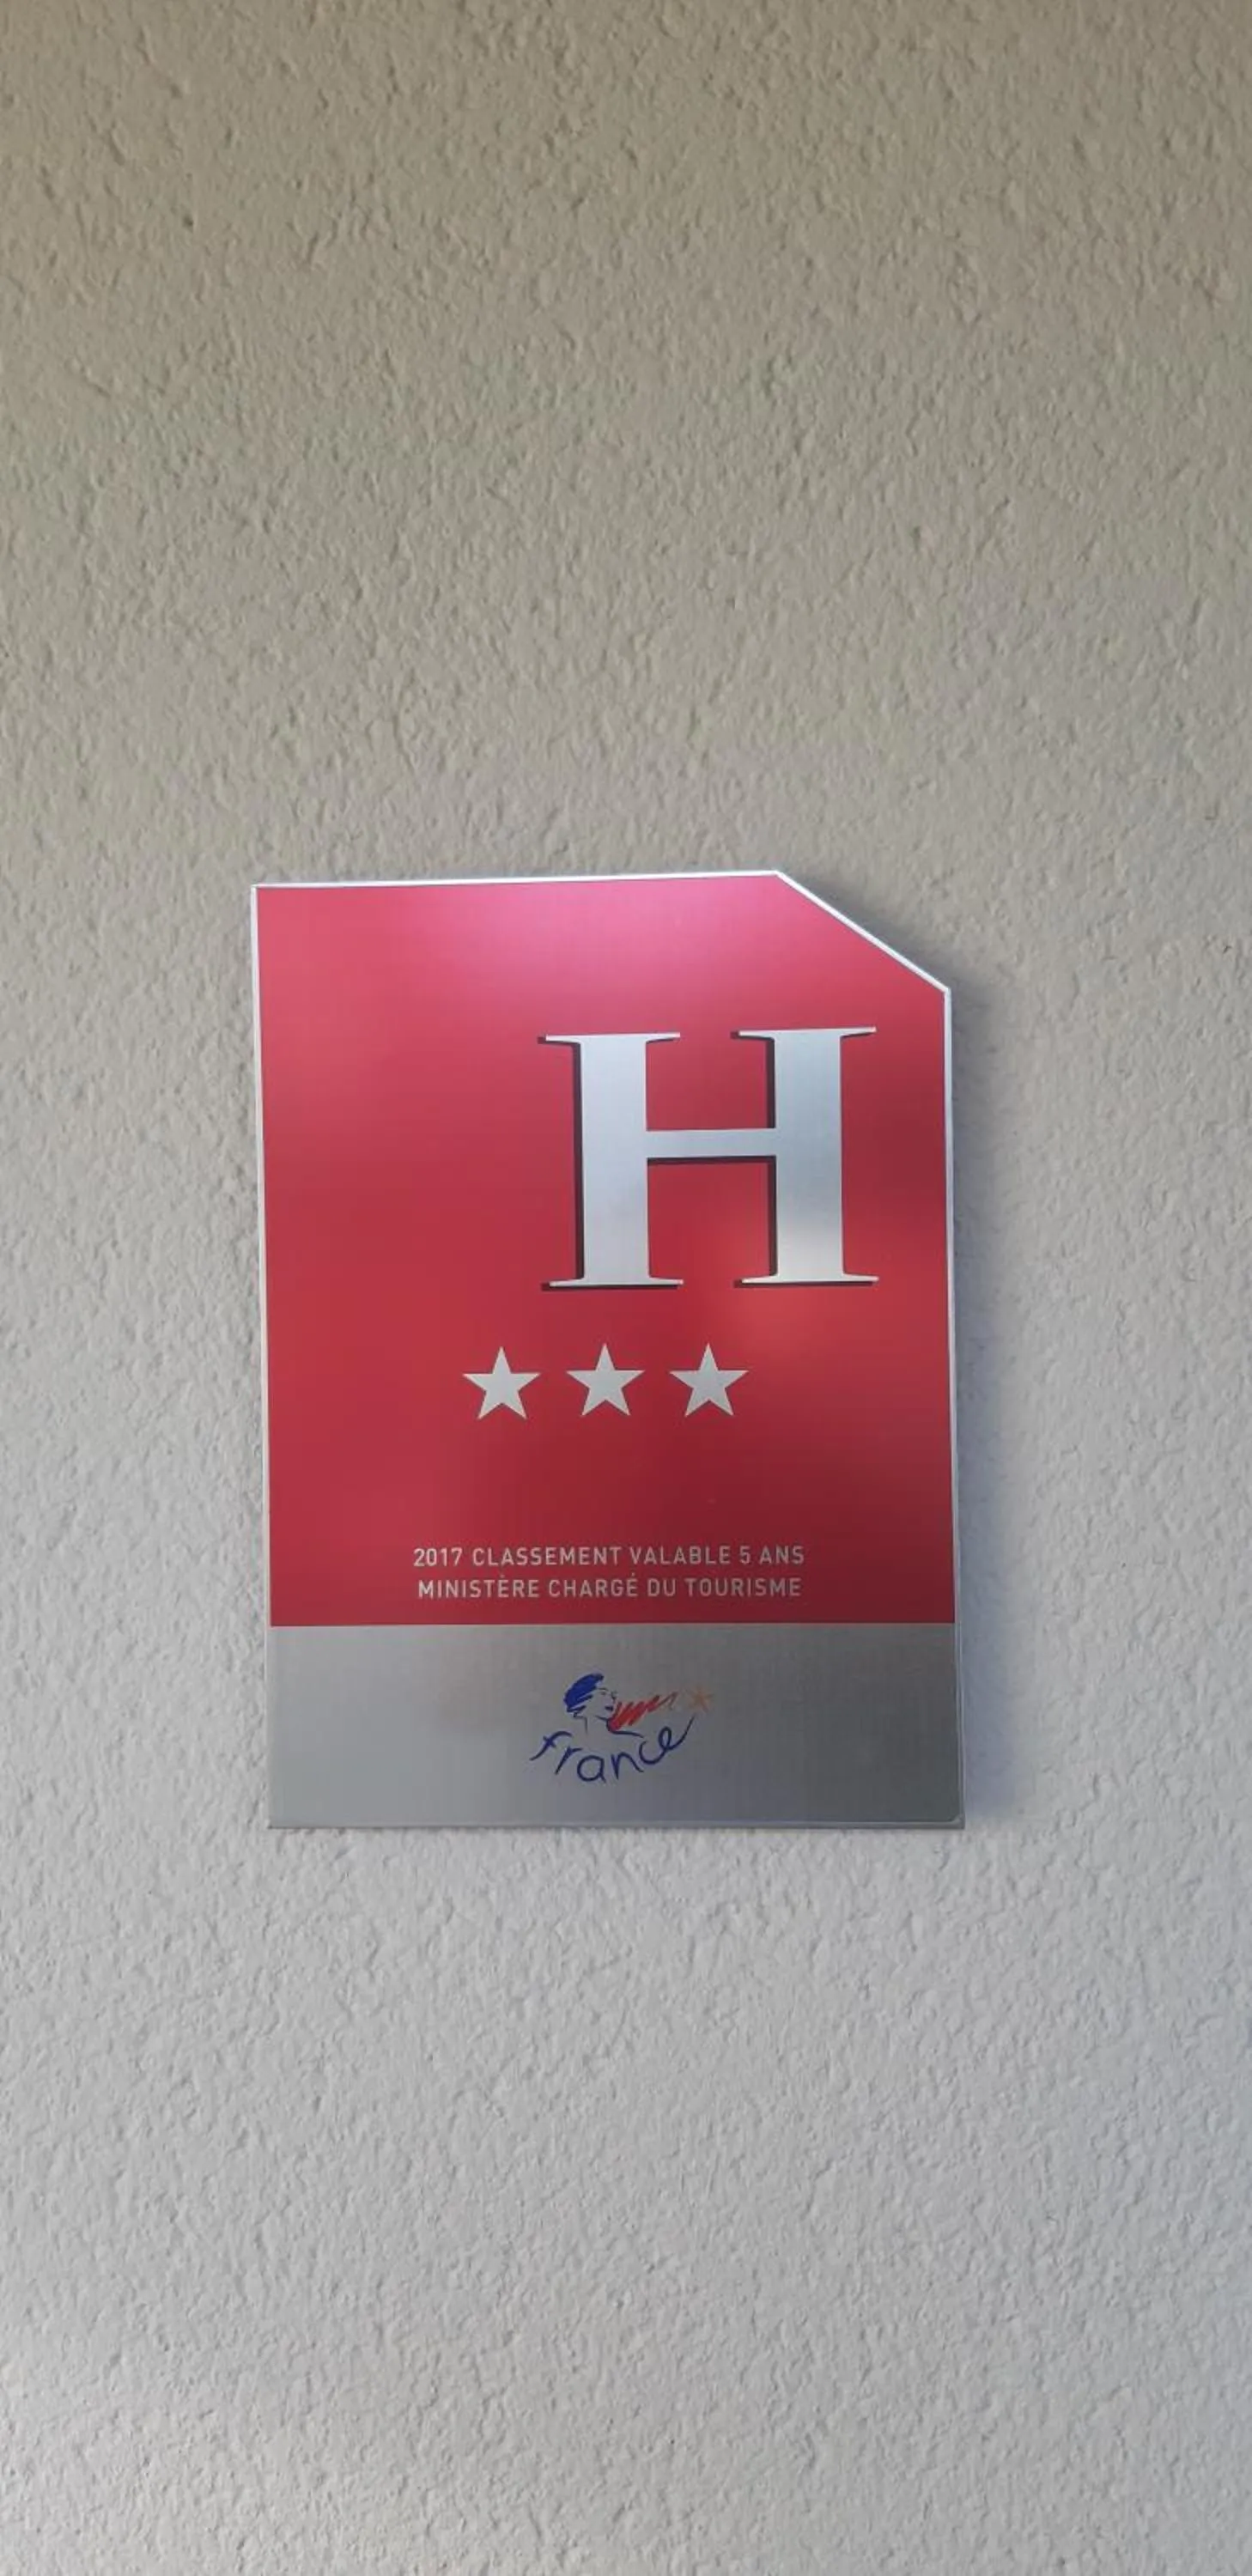 H
2017 CLASSEMENT VALABLE 5 ANS
MINISTÈRE CHARGÉ DU TOURISME
france